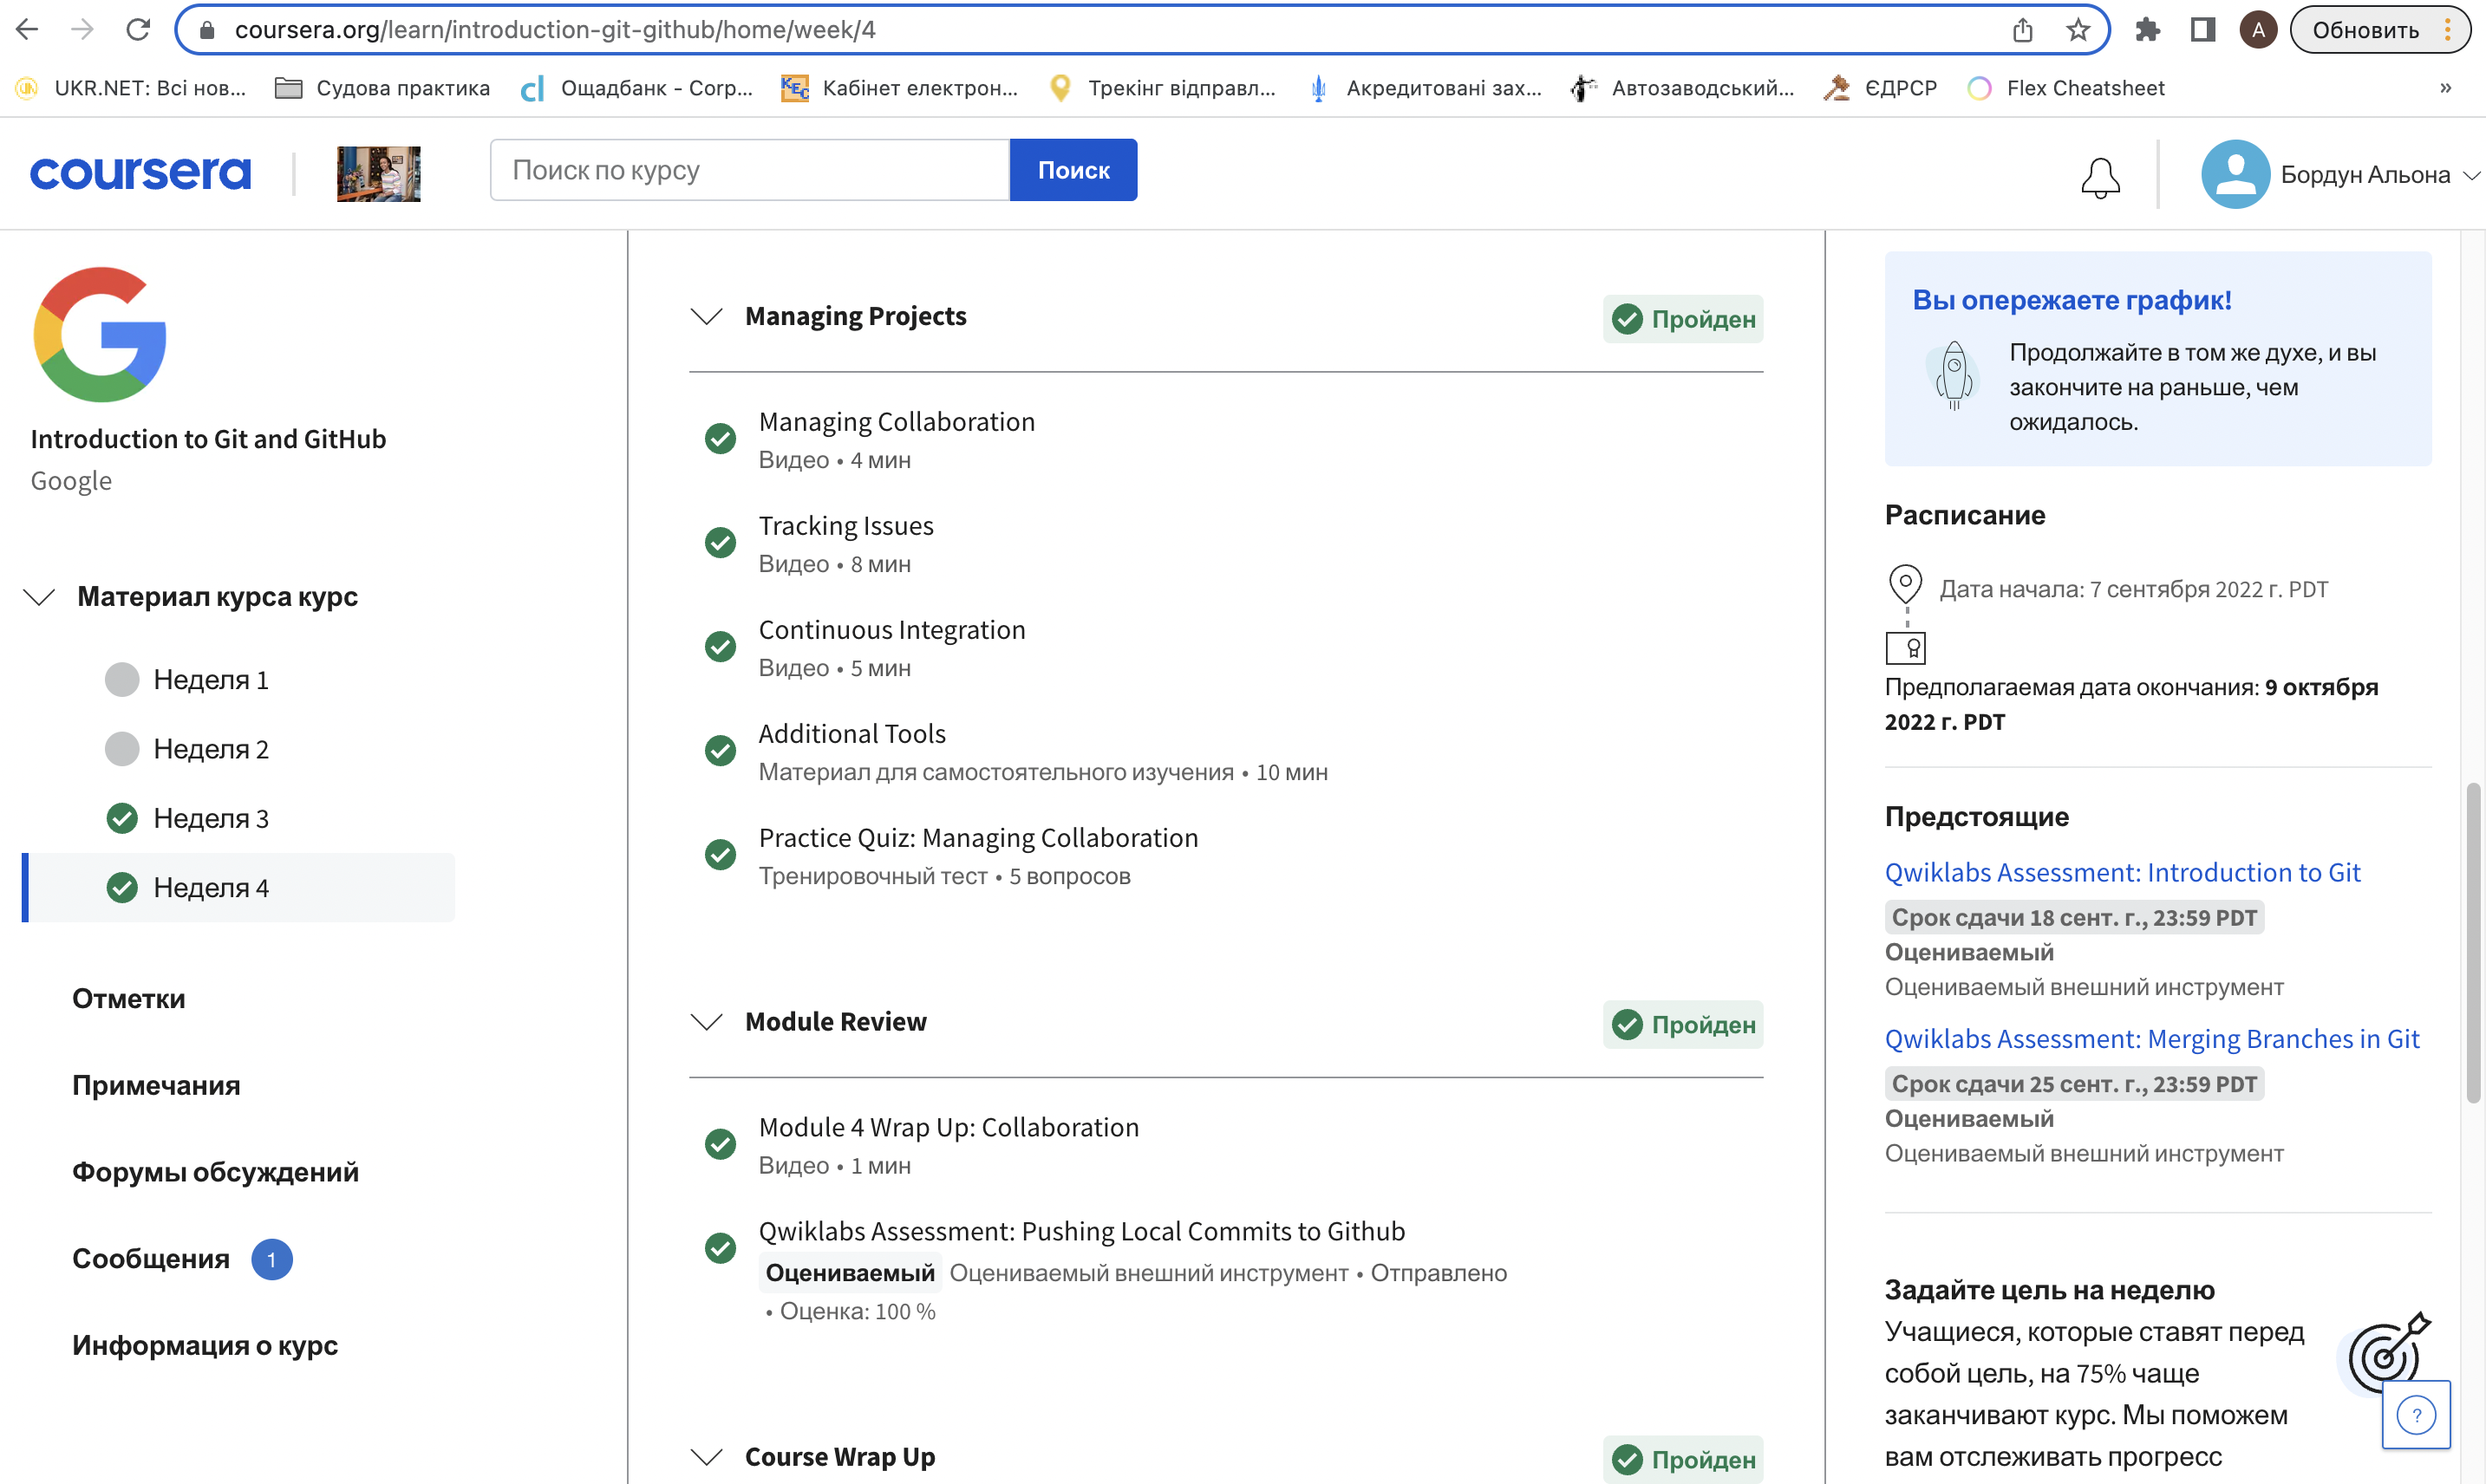 coursera.org/learn/introduction-git-github/home/week/4
A
Обновить
UKR.NET: Всі нов...
Судова практика
Ощадбанк - Corp...
Кабінет електрон...
Трекінг відправл...
Акредитовані зах...
Автозаводський...
ЄДРСР
Flex Cheatsheet
»
coursera
Поиск по курсу
Поиск
Бордун Альона
Introduction to Git and GitHub
Google
Материал курса курс
Неделя 1
Неделя 2
Неделя 3
Неделя 4
Отметки
Примечания
Форумы обсуждений
Сообщения 1
Информация о курс
Managing Projects
Пройден
Managing Collaboration
Видео • 4 мин
Tracking Issues
Видео • 8 мин
Continuous Integration
Видео • 5 мин
Additional Tools
Материал для самостоятельного изучения • 10 мин
Practice Quiz: Managing Collaboration
Тренировочный тест • 5 вопросов
Module Review
Пройден
Module 4 Wrap Up: Collaboration
Видео • 1 мин
Qwiklabs Assessment: Pushing Local Commits to Github
Оцениваемый Оцениваемый внешний инструмент • Отправлено
• Оценка: 100 %
Course Wrap Up
Пройден
Вы опережаете график!
Продолжайте в том же духе, и вы
закончите на раньше, чем
ожидалось.
Расписание
Дата начала: 7 сентября 2022 г. PDT
Предполагаемая дата окончания: 9 октября
2022 г. PDT
Предстоящие
Qwiklabs Assessment: Introduction to Git
Срок сдачи 18 сент. г., 23:59 PDT
Оцениваемый
Оцениваемый внешний инструмент
Qwiklabs Assessment: Merging Branches in Git
Срок сдачи 25 сент. г., 23:59 PDT
Оцениваемый
Оцениваемый внешний инструмент
Задайте цель на неделю
Учащиеся, которые ставят перед
собой цель, на 75% чаще
заканчивают курс. Мы поможем
вам отслеживать прогресс
?